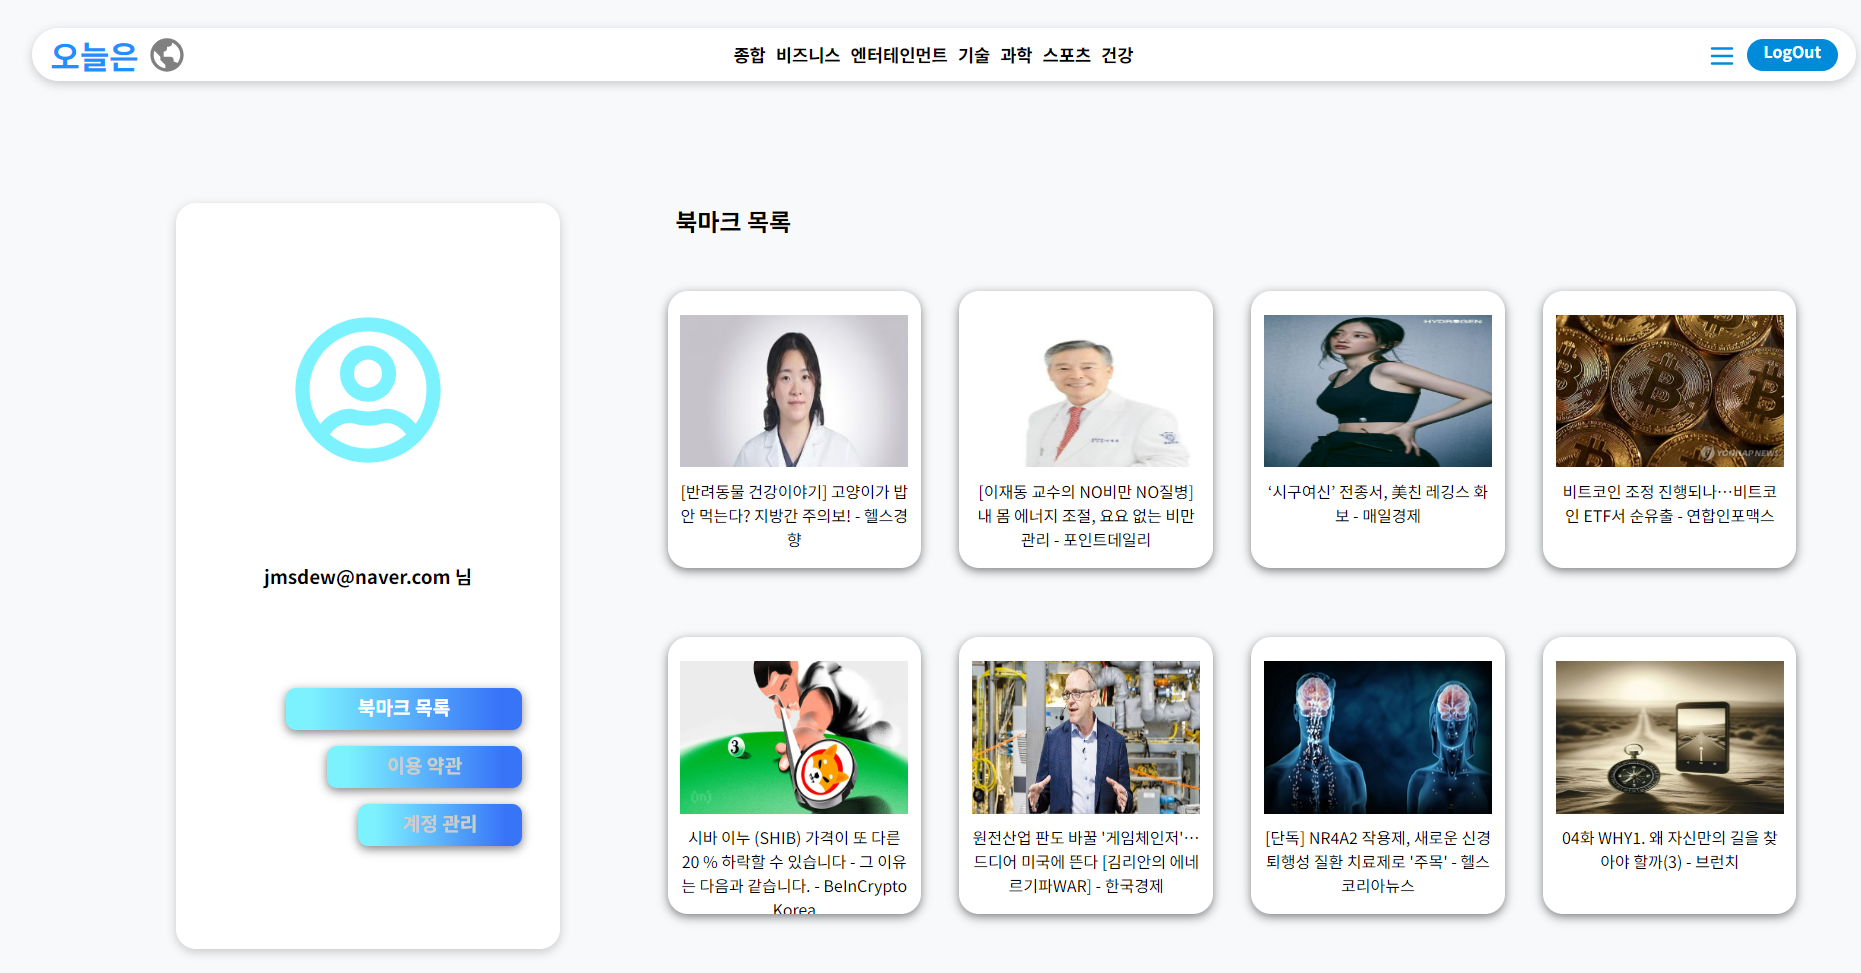 오늘은
종합 비즈니스 엔터테인먼트 기술 과학 스포츠 건강
LogOut
jmsdew@naver.com 님
북마크 목록
이용 약관
계정 관리
북마크 목록
[반려동물 건강이야기] 고양이가 밥
안 먹는다? 지방간 주의보! - 헬스경
향
[이재동 교수의 NO비만 NO질병]
내 몸 에너지 조절, 요요 없는 비만
관리 - 포인트데일리
HYDROGEN
‘시구여신’ 전종서, 美친 레깅스 화
보 - 매일경제
YONHAP NEWS
비트코인 조정 진행되나…비트코
인 ETF서 순유출 - 연합인포맥스
3
시바 이누 (SHIB) 가격이 또 다른
20 % 하락할 수 있습니다 - 그 이유
는 다음과 같습니다. - BeInCrypto
Korea
원전산업 판도 바꿀 '게임체인저'…
드디어 미국에 뜬다 [김리안의 에네
르기파WAR] - 한국경제
[단독] NR4A2 작용제, 새로운 신경
퇴행성 질환 치료제로 '주목' - 헬스
코리아뉴스
04화 WHY1. 왜 자신만의 길을 찾
아야 할까(3) - 브런치